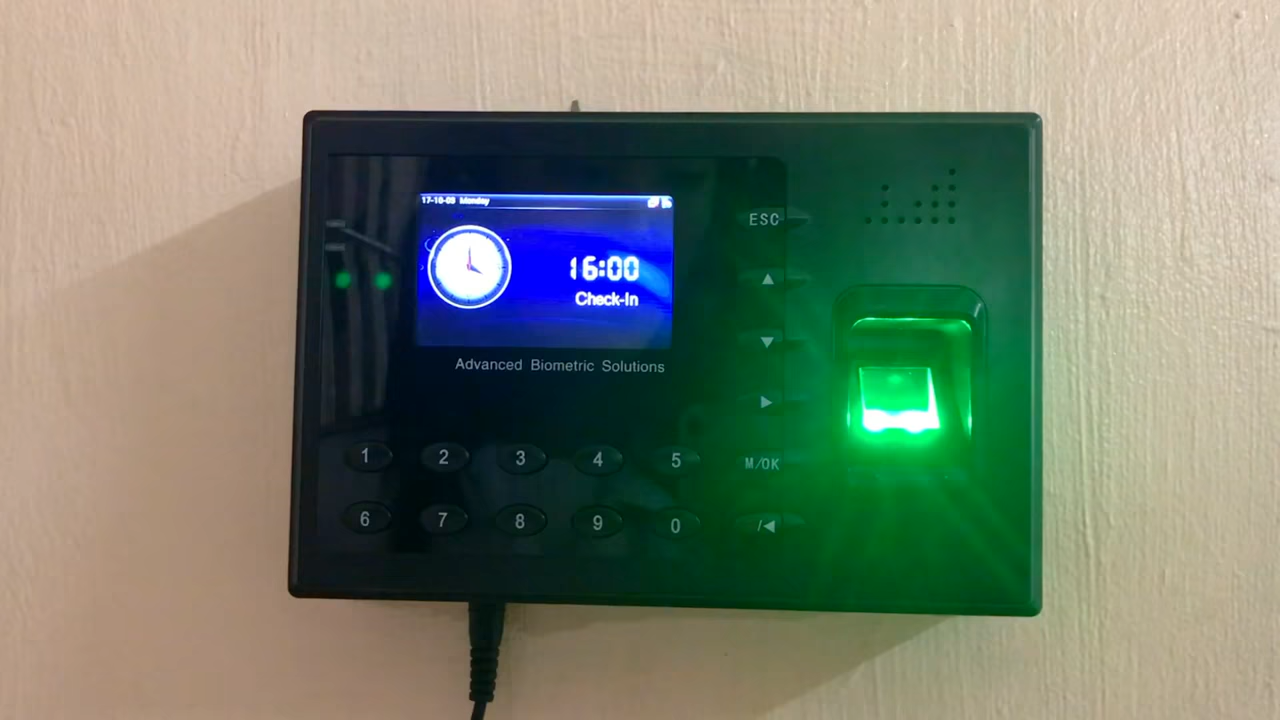 17-10-09 Monday
16:00
Check-In
Advanced Biometric Solutions
ESC
▲
▼
▶
1 2 3 4 5 M/OK
6 7 8 9 0 /◀